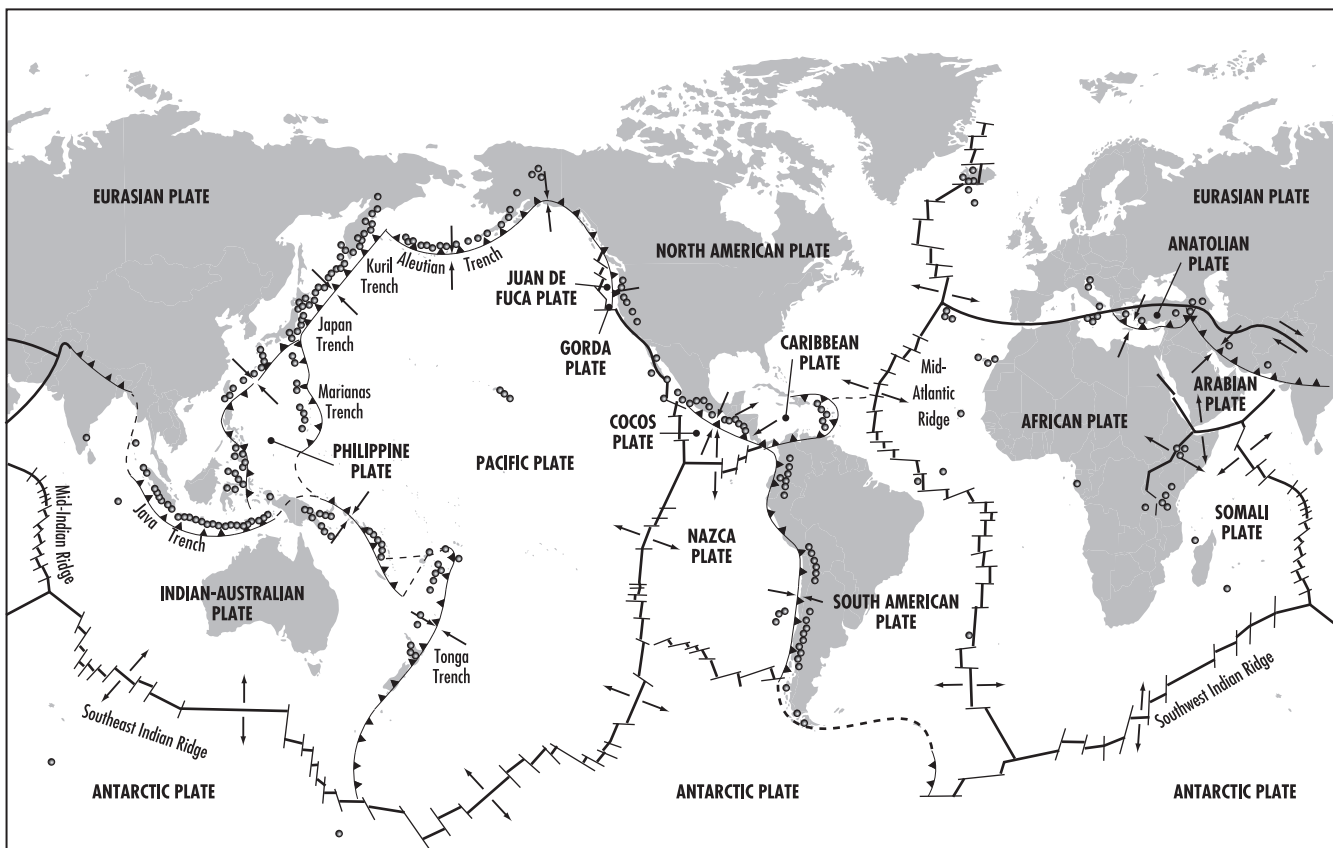 EURASIAN PLATE
EURASIAN PLATE
ANATOLIAN
PLATE
NORTH AMERICAN PLATE
Kuril
Trench
Aleutian
Trench
JUAN DE
FUCA PLATE
Japan
Trench
GORDA
PLATE
CARIBBEAN
PLATE
Mid-
Atlantic
Ridge
ARABIAN
PLATE
Marianas
Trench
COCOS
PLATE
AFRICAN PLATE
PHILIPPINE
PLATE
PACIFIC PLATE
Mid-Indian Ridge
Java
Trench
NAZCA
PLATE
SOMALI
PLATE
INDIAN-AUSTRALIAN
PLATE
SOUTH AMERICAN
PLATE
Tonga
Trench
Southeast Indian Ridge
Southwest Indian Ridge
ANTARCTIC PLATE
ANTARCTIC PLATE
ANTARCTIC PLATE